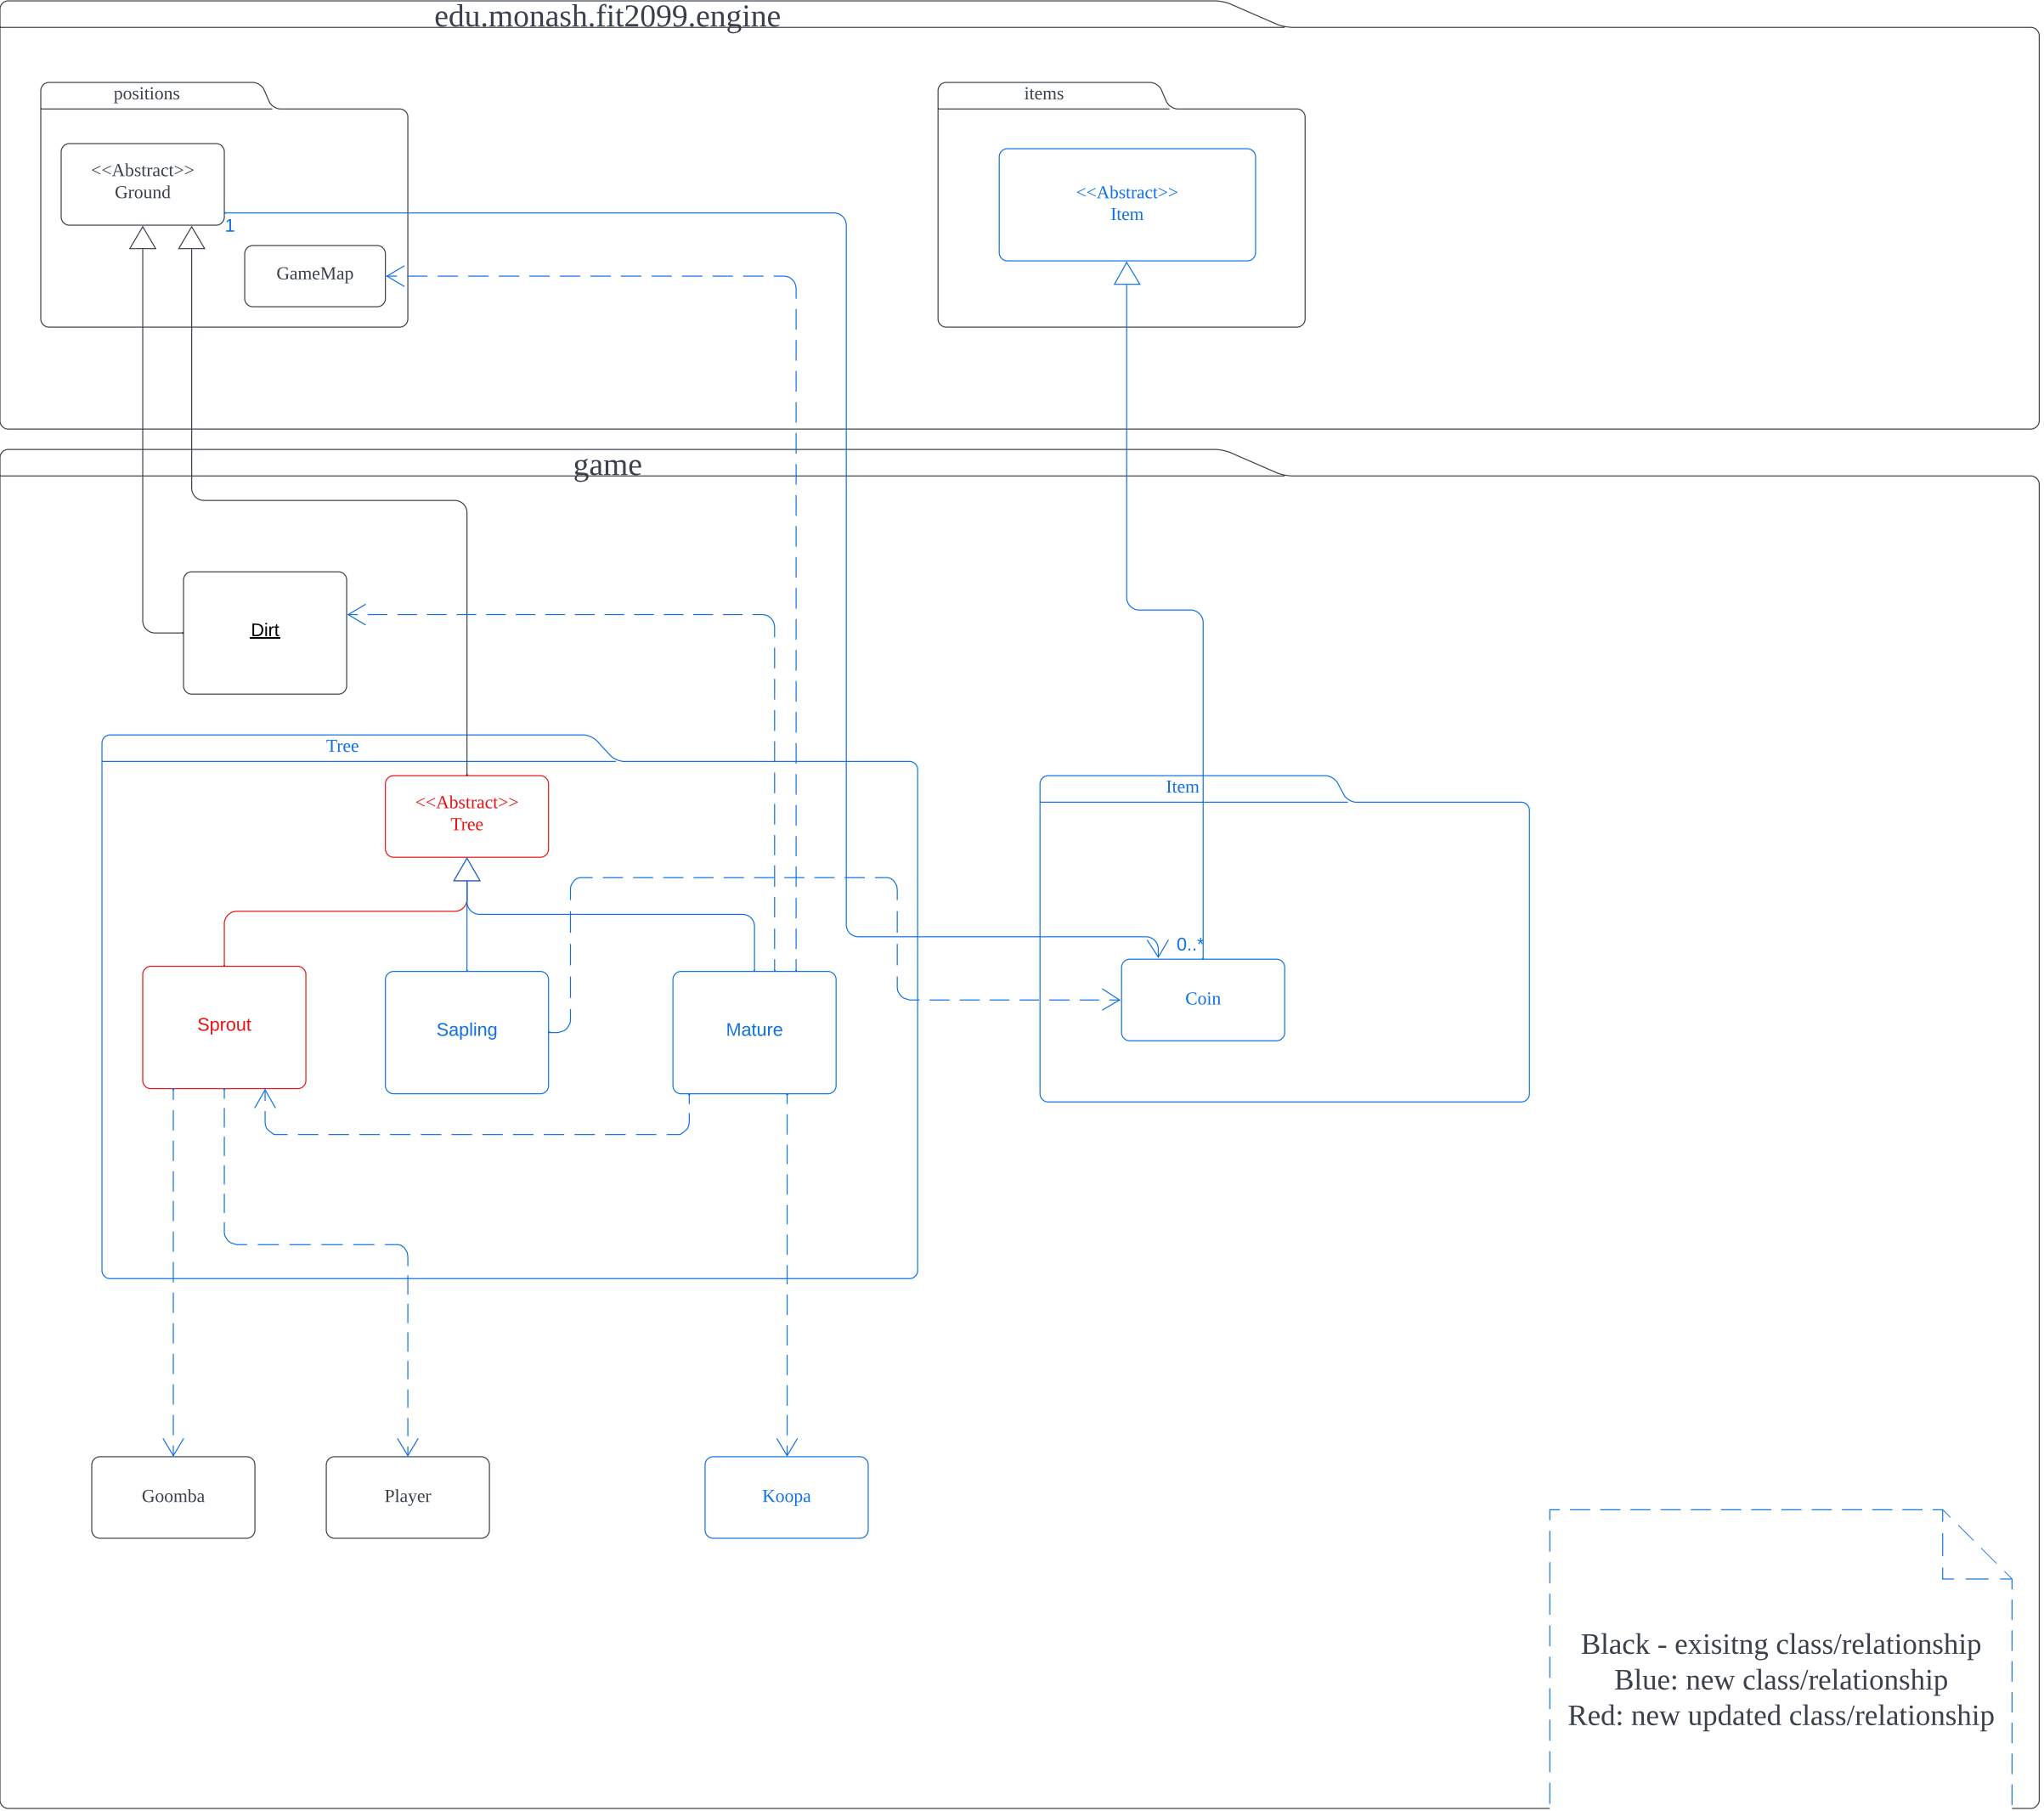 edu.monash.fit2099.engine
positions
items
<<Abstract>>
Ground
1
<<Abstract>>
Item
GameMap
game
Dirt
Tree
<<Abstract>>
Tree
Item
0..*
Coin
Sprout
Sapling
Mature
Goomba
Player
Koopa
Black - exisitng class/relationship
Blue: new class/relationship
Red: new updated class/relationship